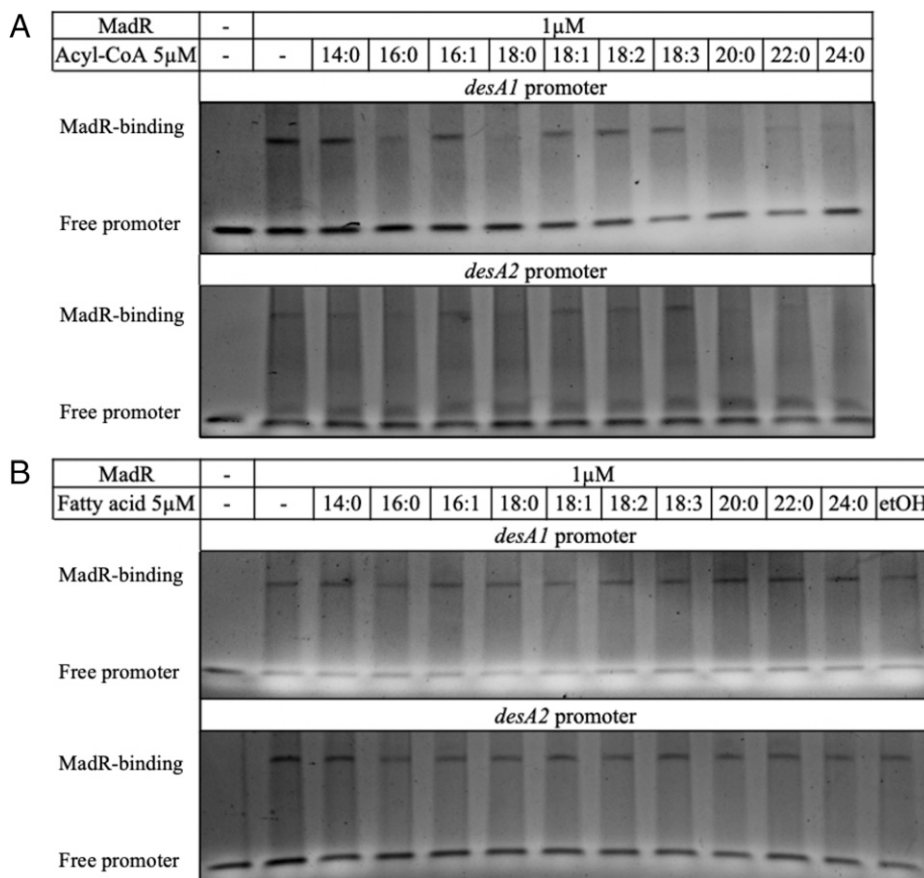 A
MadR - 1µM
Acyl-CoA 5µM - - 14:0 16:0 16:1 18:0 18:1 18:2 18:3 20:0 22:0 24:0
desA1 promoter
MadR-binding
Free promoter
desA2 promoter
MadR-binding
Free promoter
B
MadR - 1µM
Fatty acid 5µM - - 14:0 16:0 16:1 18:0 18:1 18:2 18:3 20:0 22:0 24:0 etOH
desA1 promoter
MadR-binding
Free promoter
desA2 promoter
MadR-binding
Free promoter